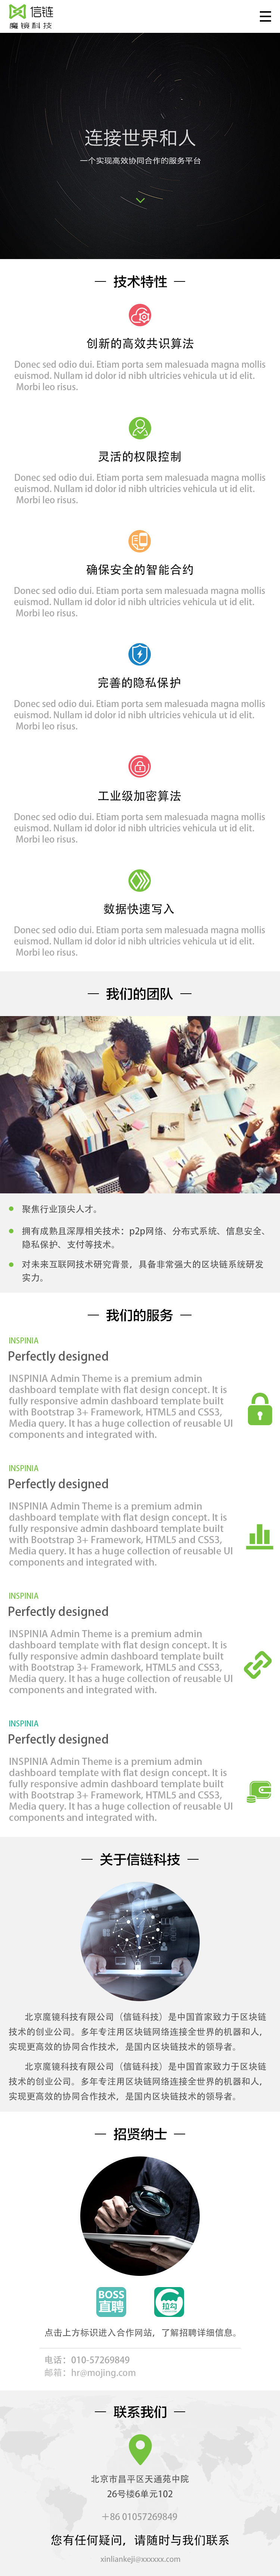 信链
魔镜科技
连接世界和人
一个实现高效协同合作的服务平台
技术特性
创新的高效共识算法
Donec sed odio dui. Etiam porta sem malesuada magna mollis
euismod. Nullam id dolor id nibh ultricies vehicula ut id elit.
Morbi leo risus.
灵活的权限控制
Donec sed odio dui. Etiam porta sem malesuada magna mollis
euismod. Nullam id dolor id nibh ultricies vehicula ut id elit.
Morbi leo risus.
确保安全的智能合约
Donec sed odio dui. Etiam porta sem malesuada magna mollis
euismod. Nullam id dolor id nibh ultricies vehicula ut id elit.
Morbi leo risus.
完善的隐私保护
Donec sed odio dui. Etiam porta sem malesuada magna mollis
euismod. Nullam id dolor id nibh ultricies vehicula ut id elit.
Morbi leo risus.
工业级加密算法
Donec sed odio dui. Etiam porta sem malesuada magna mollis
euismod. Nullam id dolor id nibh ultricies vehicula ut id elit.
Morbi leo risus.
数据快速写入
Donec sed odio dui. Etiam porta sem malesuada magna mollis
euismod. Nullam id dolor id nibh ultricies vehicula ut id elit.
Morbi leo risus.
我们的团队
聚焦行业顶尖人才。
拥有成熟且深厚相关技术：p2p网络、分布式系统、信息安全、
隐私保护、支付等技术。
对未来互联网技术研究背景，具备非常强大的区块链系统研发
实力。
我们的服务
INSPINIA
Perfectly designed
INSPINIA Admin Theme is a premium admin
dashboard template with flat design concept. It is
fully responsive admin dashboard template built
with Bootstrap 3+ Framework, HTML5 and CSS3,
Media query. It has a huge collection of reusable UI
components and integrated with.
INSPINIA
Perfectly designed
INSPINIA Admin Theme is a premium admin
dashboard template with flat design concept. It is
fully responsive admin dashboard template built
with Bootstrap 3+ Framework, HTML5 and CSS3,
Media query. It has a huge collection of reusable UI
components and integrated with.
INSPINIA
Perfectly designed
INSPINIA Admin Theme is a premium admin
dashboard template with flat design concept. It is
fully responsive admin dashboard template built
with Bootstrap 3+ Framework, HTML5 and CSS3,
Media query. It has a huge collection of reusable UI
components and integrated with.
INSPINIA
Perfectly designed
INSPINIA Admin Theme is a premium admin
dashboard template with flat design concept. It is
fully responsive admin dashboard template built
with Bootstrap 3+ Framework, HTML5 and CSS3,
Media query. It has a huge collection of reusable UI
components and integrated with.
关于信链科技
北京魔镜科技有限公司（信链科技）是中国首家致力于区块链
技术的创业公司。多年专注用区块链网络连接全世界的机器和人，
实现更高效的协同合作技术，是国内区块链技术的领导者。
北京魔镜科技有限公司（信链科技）是中国首家致力于区块链
技术的创业公司。多年专注用区块链网络连接全世界的机器和人，
实现更高效的协同合作技术，是国内区块链技术的领导者。
招贤纳士
BOSS
直聘
拉勾
点击上方标识进入合作网站，了解招聘详细信息。
电话：010-57269849
邮箱：hr@mojing.com
联系我们
北京市昌平区天通苑中院
26号楼6单元102
＋86 01057269849
您有任何疑问，请随时与我们联系
xinliankeji@xxxxxx.com